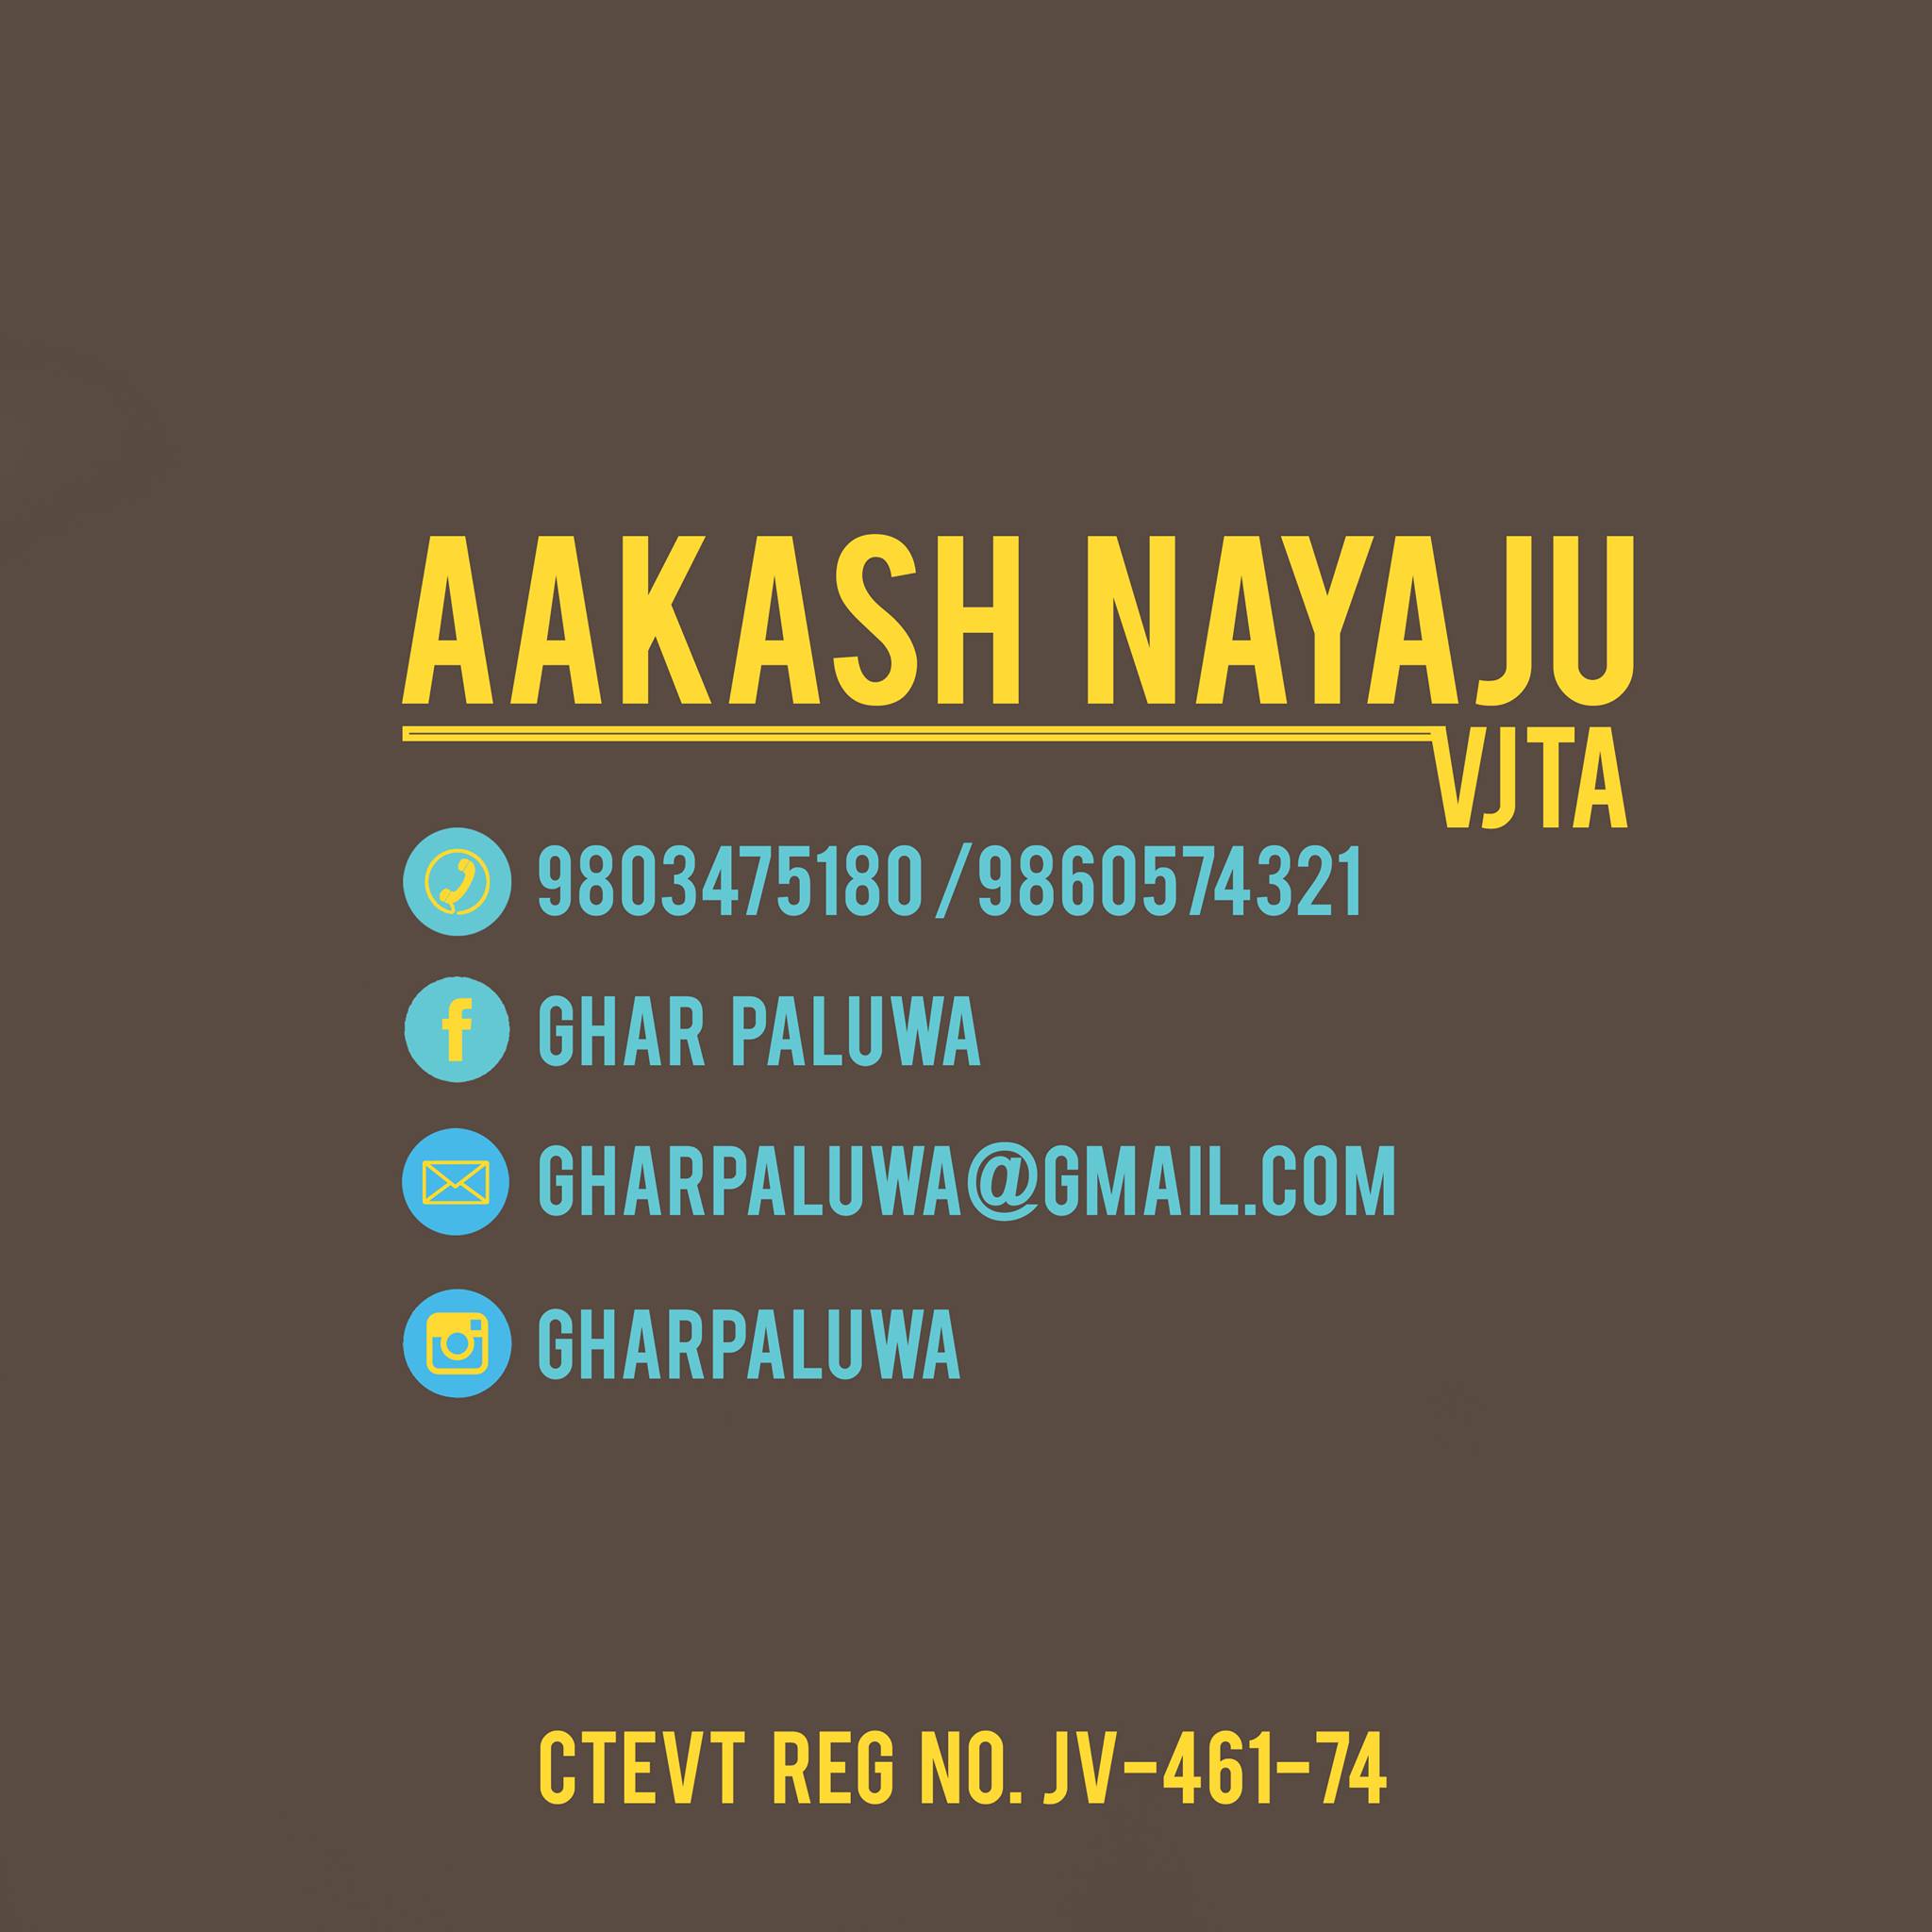 AAKASH NAYAJU
VJTA
9803475180/9860574321
GHAR PALUWA
GHARPALUWA@GMAIL.COM
GHARPALUWA
CTEVT REG NO. JV-461-74